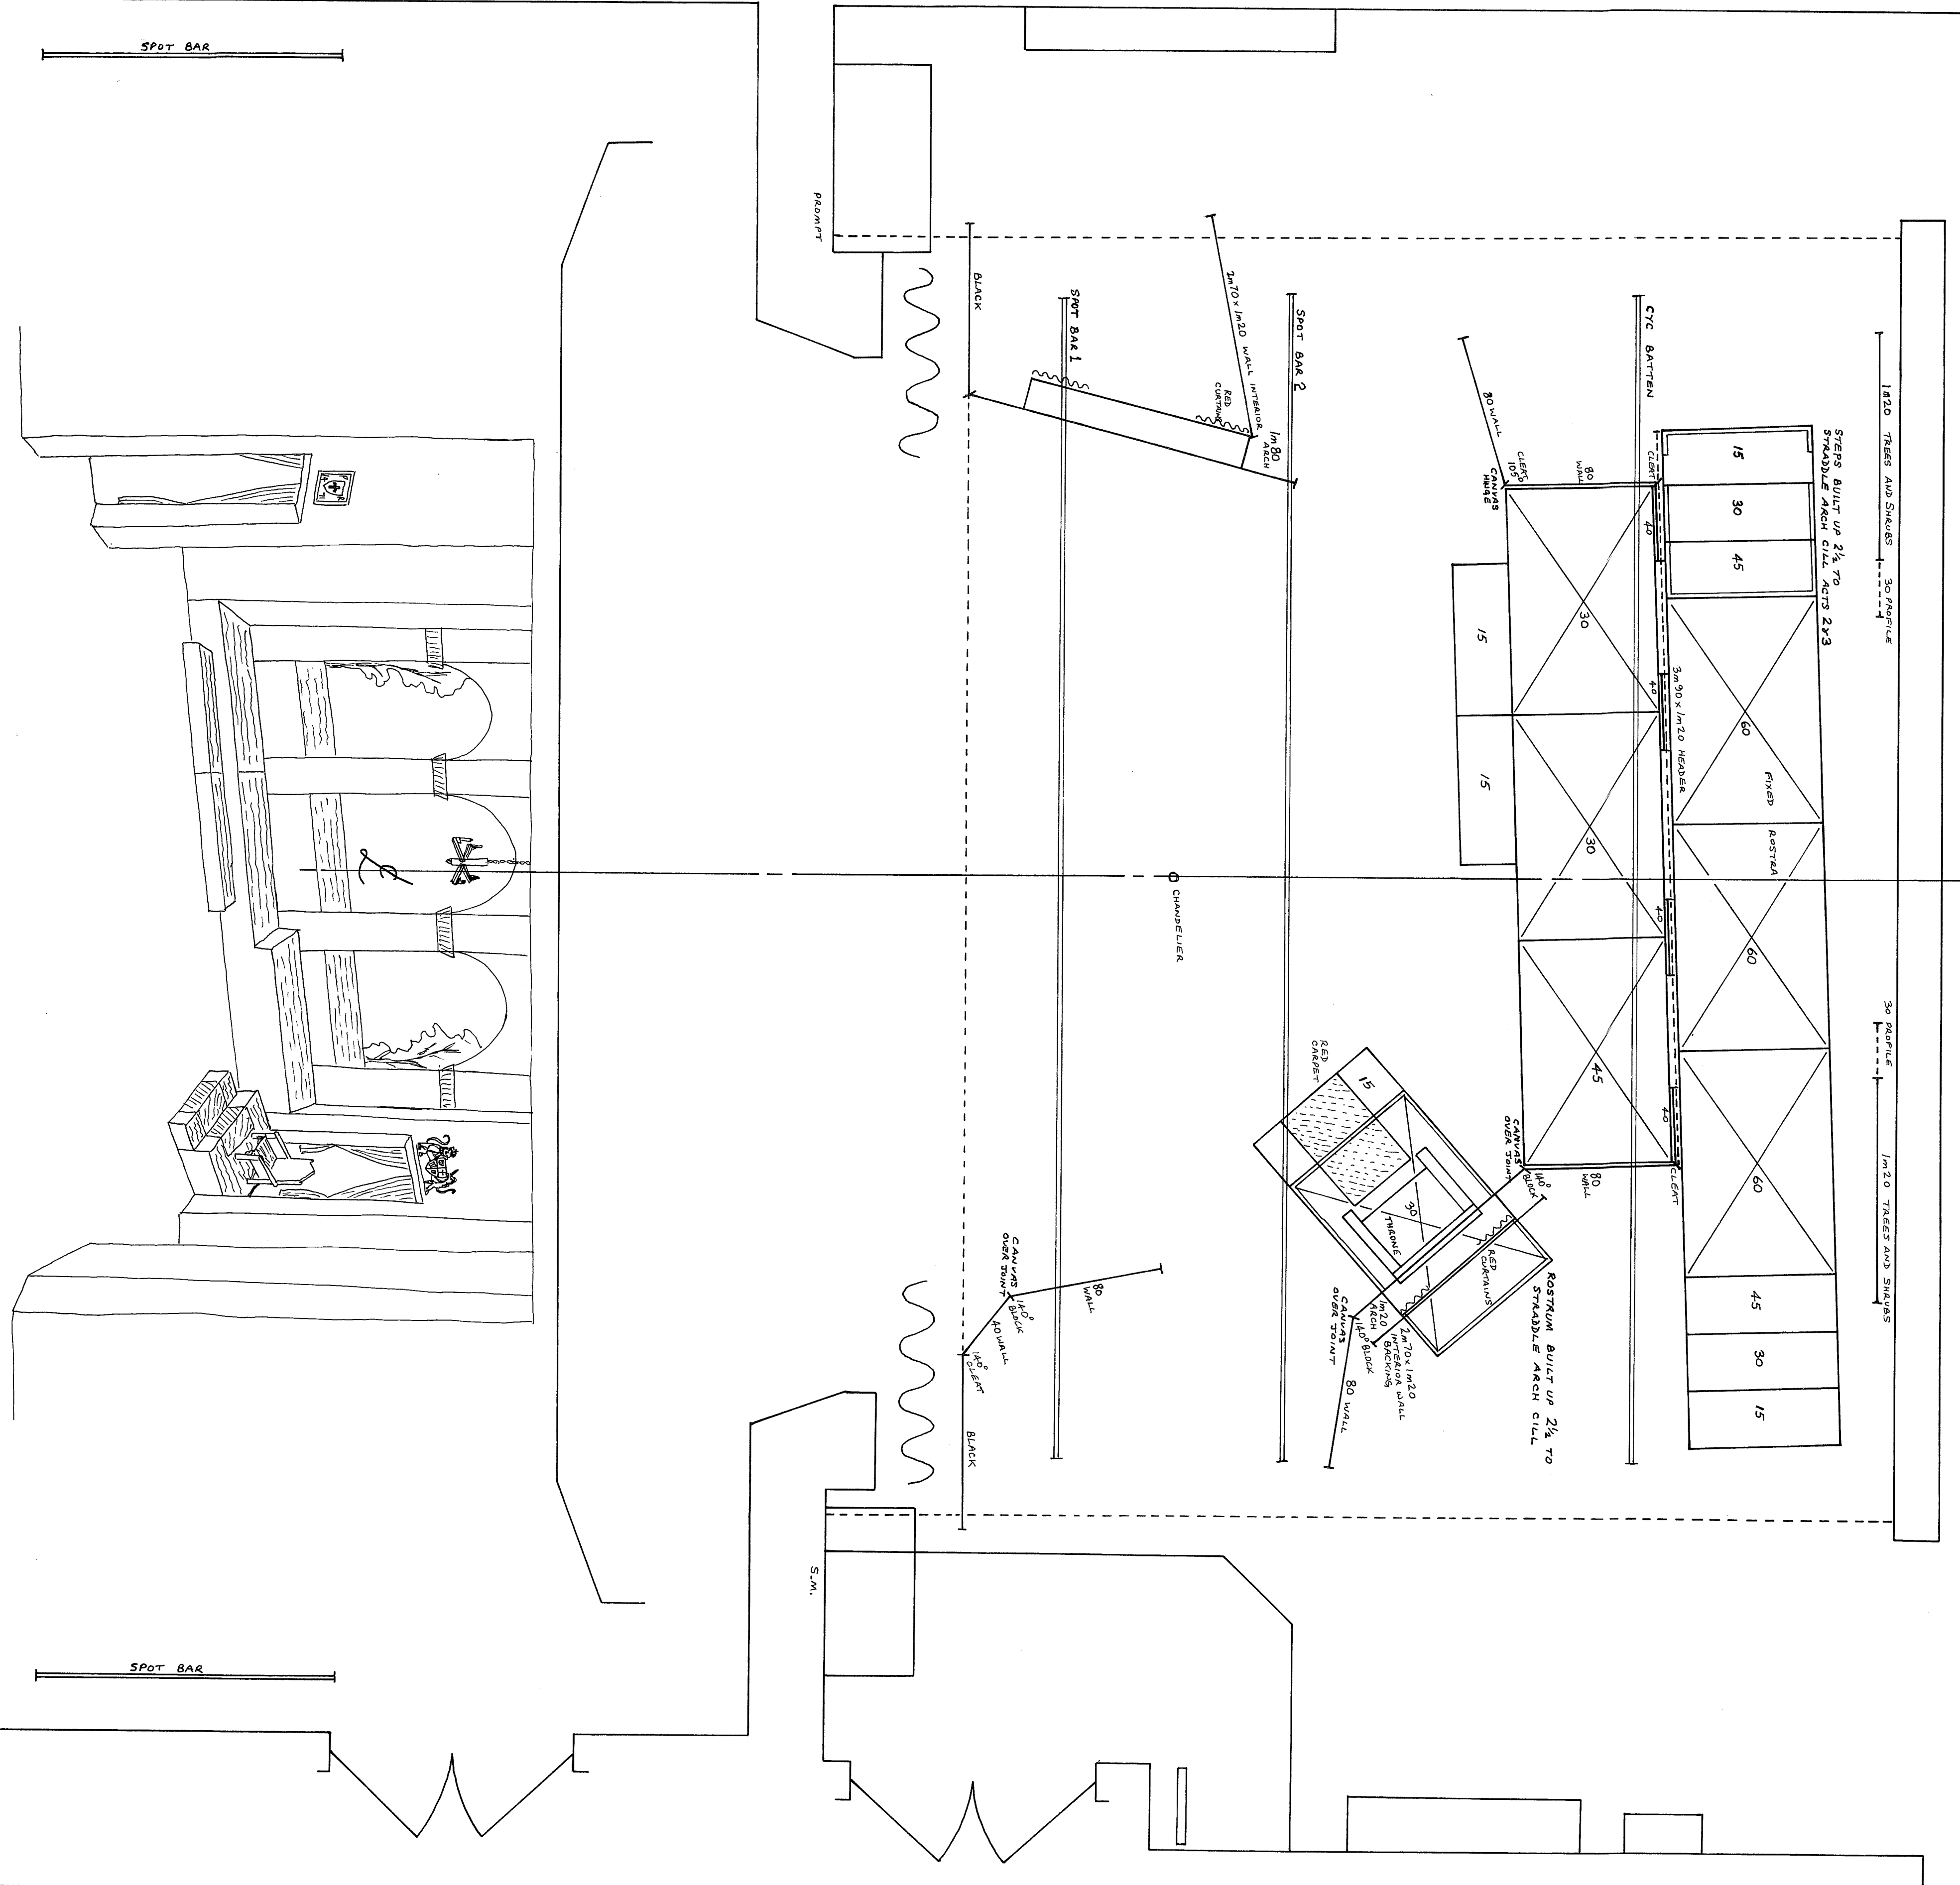 SPOT BAR
PROMPT
BLACK
SPOT BAR 1
2m70 x 1m20 WALL INTERIOR
RED
CURTAINS
1m80
ARCH
SPOT BAR 2
CYC BATTEN
80 WALL
CLEAT
105°
CANVAS
HINGE
80
WALL
CLEAT
40
15
30
45
STEPS BUILT UP 2½ TO
STRADDLE ARCH CILL ACTS 2&3
1m20 TREES AND SHRUBS
30 PROFILE
15
15
30
30
45
40
3m90 x 1m20 HEADER
40
40
60
FIXED ROSTRA
60
60
45
30
15
CHANDELIER
30 PROFILE
1m20 TREES AND SHRUBS
RED
CARPET
15
30
THRONE
RED
CURTAINS
CANVAS
OVER JOINT
140°
BLOCK
80
WALL
CLEAT
ROSTRUM BUILT UP 2½ TO
STRADDLE ARCH CILL
1m20
ARCH
2m70 x 1m20
INTERIOR WALL
BACKING
CANVAS
OVER JOINT
140° BLOCK
80 WALL
CANVAS
OVER JOINT
140°
BLOCK
80
WALL
40 WALL
140°
CLEAT
BLACK
S.M.
SPOT BAR